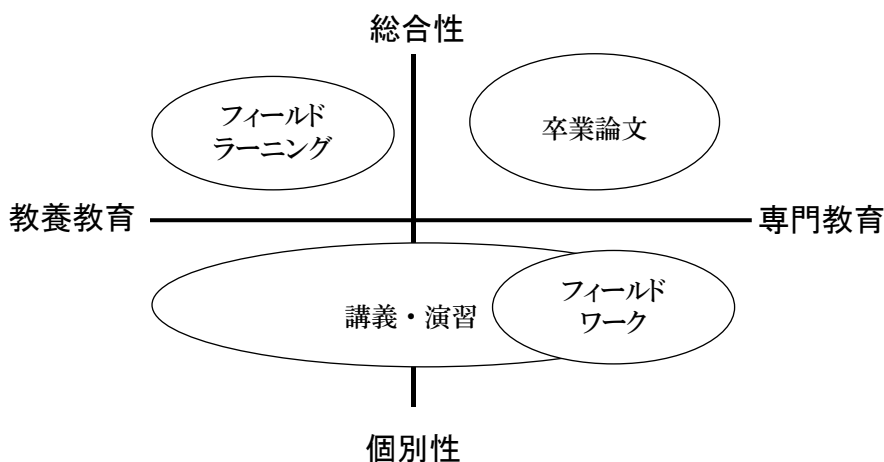 総合性
フィールド
ラーニング
卒業論文
教養教育
専門教育
講義・演習
フィールド
ワーク
個別性